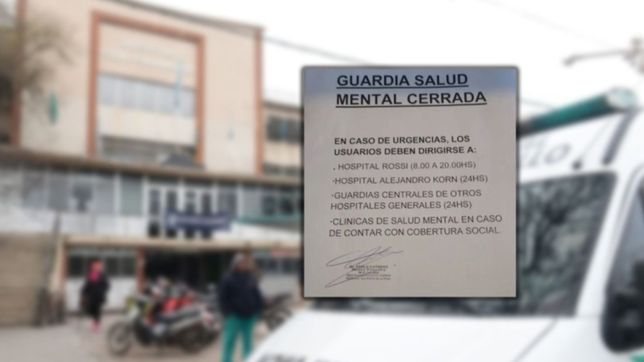 GUARDIA SALUD
MENTAL CERRADA
EN CASO DE URGENCIAS, LOS
USUARIOS DEBEN DIRIGIRSE A:
. HOSPITAL ROSSI (8.00 A 20.00HS)
·HOSPITAL ALEJANDRO KORN (24HS)
·GUARDIAS CENTRALES DE OTROS
HOSPITALES GENERALES (24HS)
·CLINICAS DE SALUD MENTAL EN CASO
DE CONTAR CON COBERTURA SOCIAL.